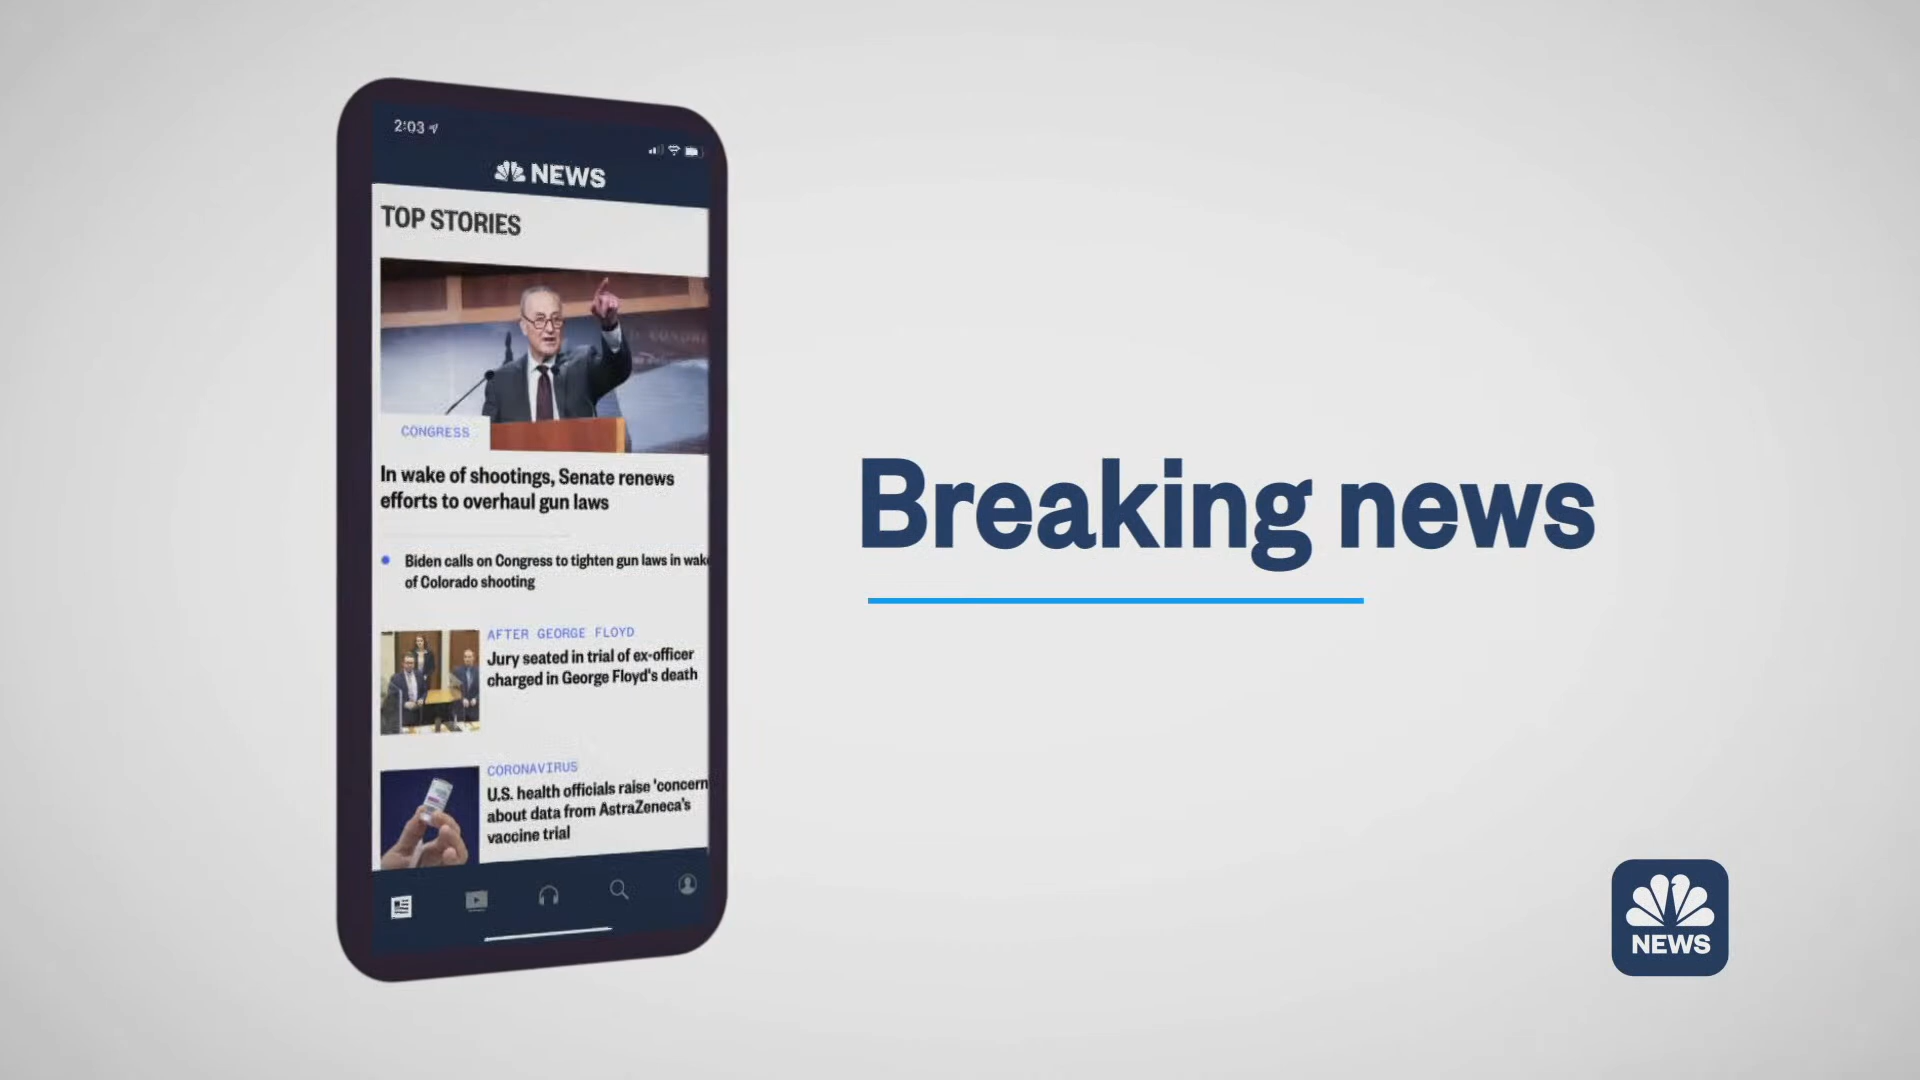 2:03
NEWS
TOP STORIES
CONGRESS
In wake of shootings, Senate renews
efforts to overhaul gun laws
Biden calls on Congress to tighten gun laws in wake
of Colorado shooting
AFTER GEORGE FLOYD
Jury seated in trial of ex-officer
charged in George Floyd's death
CORONAVIRUS
U.S. health officials raise 'concern
about data from AstraZeneca's
vaccine trial
Breaking news
NEWS